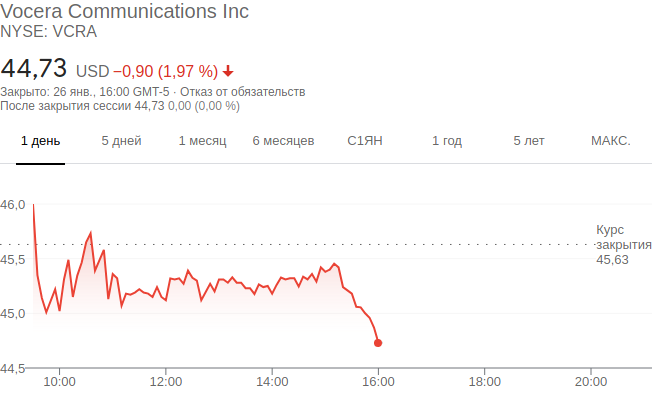 Vocera Communications Inc
NYSE: VCRA
44,73 USD −0,90 (1,97 %)
Закрыто: 26 янв., 16:00 GMT-5 · Отказ от обязательств
После закрытия сессии 44,73 0,00 (0,00 %)
1 день 5 дней 1 месяц 6 месяцев С1ЯН 1 год 5 лет МАКС.
46,0
Курс
закрытия
45,63
45,5
45,0
44,5
10:00 12:00 14:00 16:00 18:00 20:00